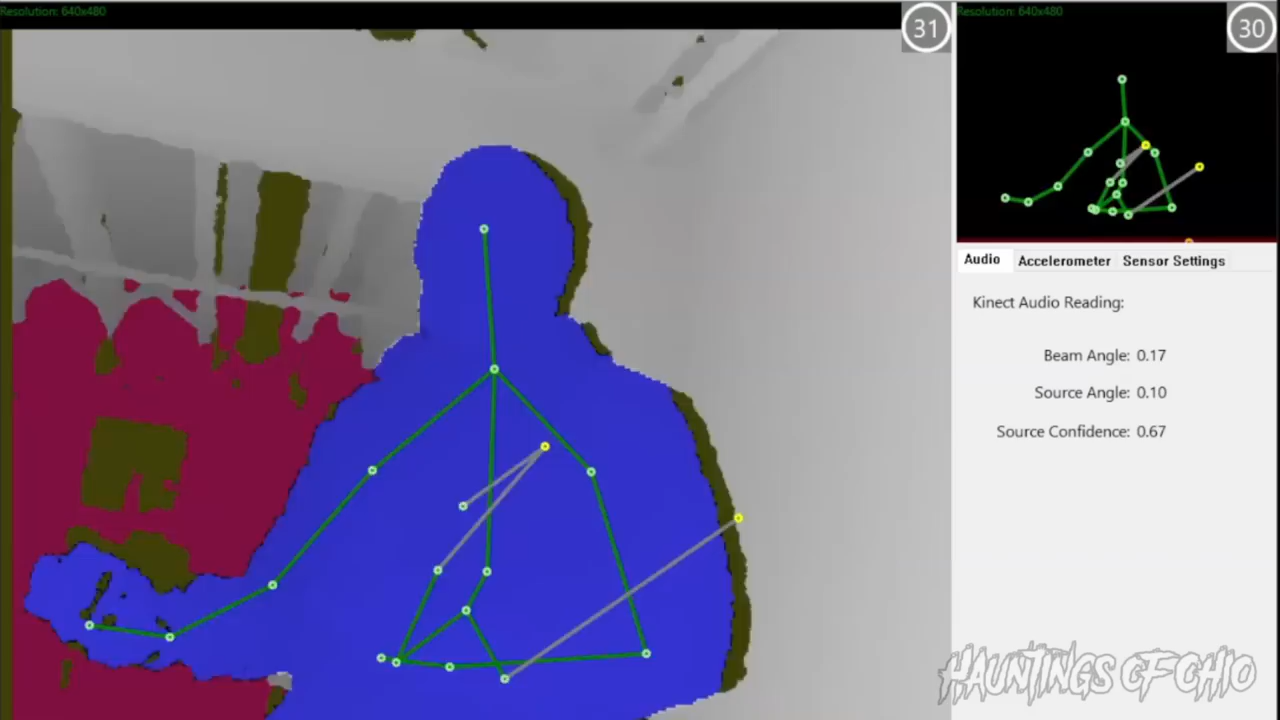 Resolution: 640x480
31
Resolution: 640x480
30
Audio Accelerometer Sensor Settings
Kinect Audio Reading:
Beam Angle: 0.17
Source Angle: 0.10
Source Confidence: 0.67
HAUNTINGS OF OHIO